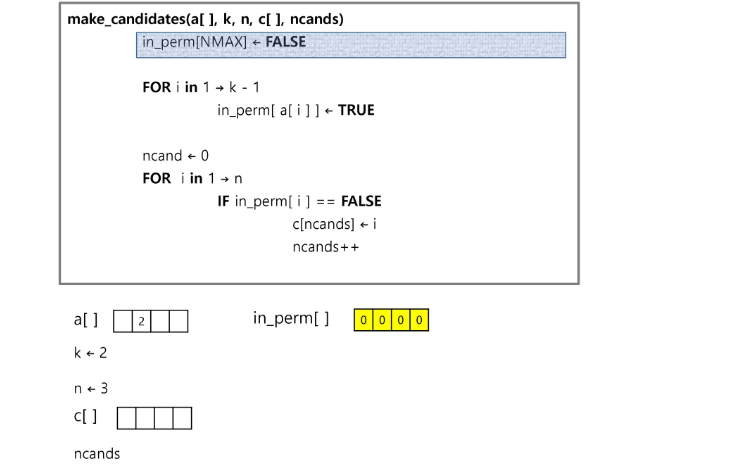 make_candidates(a[ ], k, n, c[ ], ncands)
in_perm[NMAX] ← FALSE
FOR i in 1 → k - 1
in_perm[ a[ i ] ] ← TRUE
ncand ← 0
FOR i in 1 → n
IF in_perm[ i ] == FALSE
c[ncands] ← i
ncands++
a[ ] 2 in_perm[ ] 0 0 0 0
k ← 2
n ← 3
c[ ]
ncands